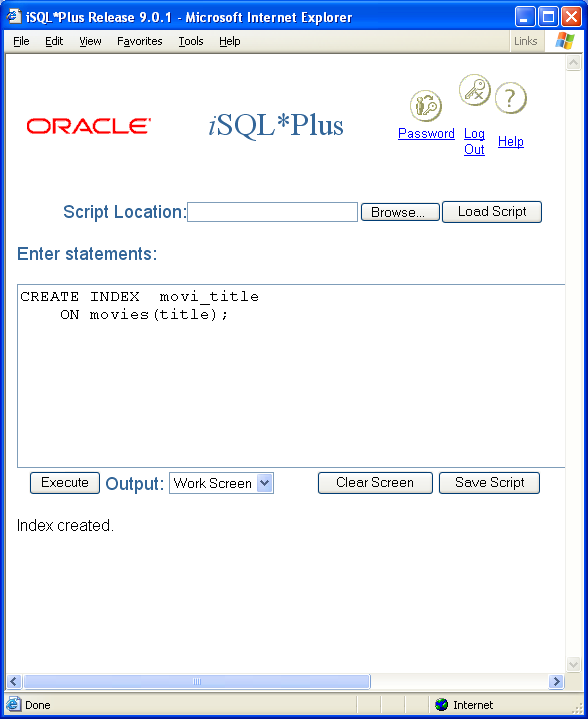 iSQL*Plus Release 9.0.1 - Microsoft Internet Explorer
File Edit View Favorites Tools Help Links
ORACLE
iSQL*Plus
Password Log Out Help
Script Location: Browse... Load Script
Enter statements:
CREATE INDEX  movi_title
    ON movies(title);
Execute Output: Work Screen Clear Screen Save Script
Index created.
Done Internet